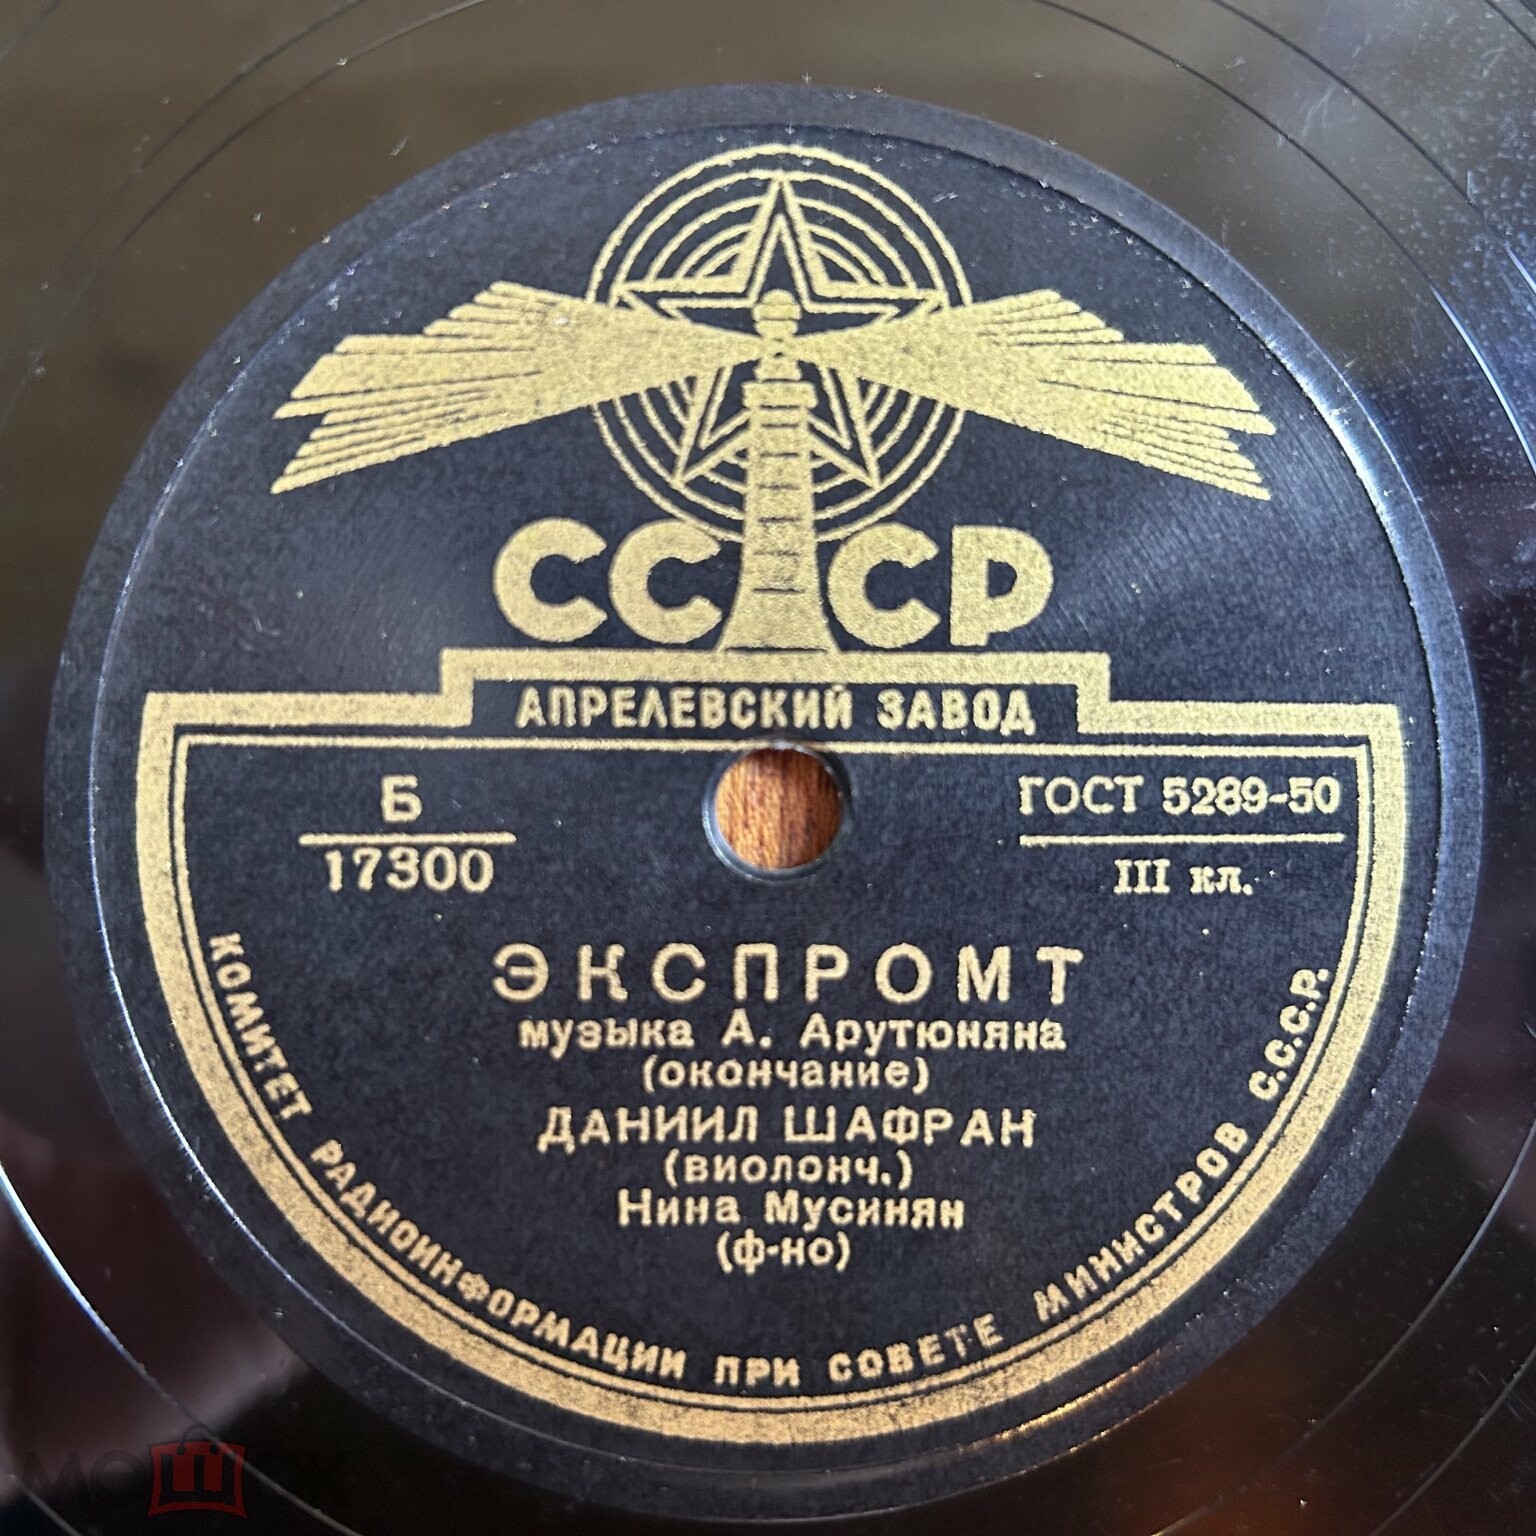 СССР
АПРЕЛЕВСКИЙ ЗАВОД
Б
17300
ГОСТ 5289-50
III кл.
ЭКСПРОМТ
музыка А. Арутюняна
(окончание)
ДАНИИЛ ШАФРАН
(виолонч.)
Нина Мусинян
(ф-но)
КОМИТЕТ РАДИОИНФОРМАЦИИ ПРИ СОВЕТЕ МИНИСТРОВ С.С.С.Р.